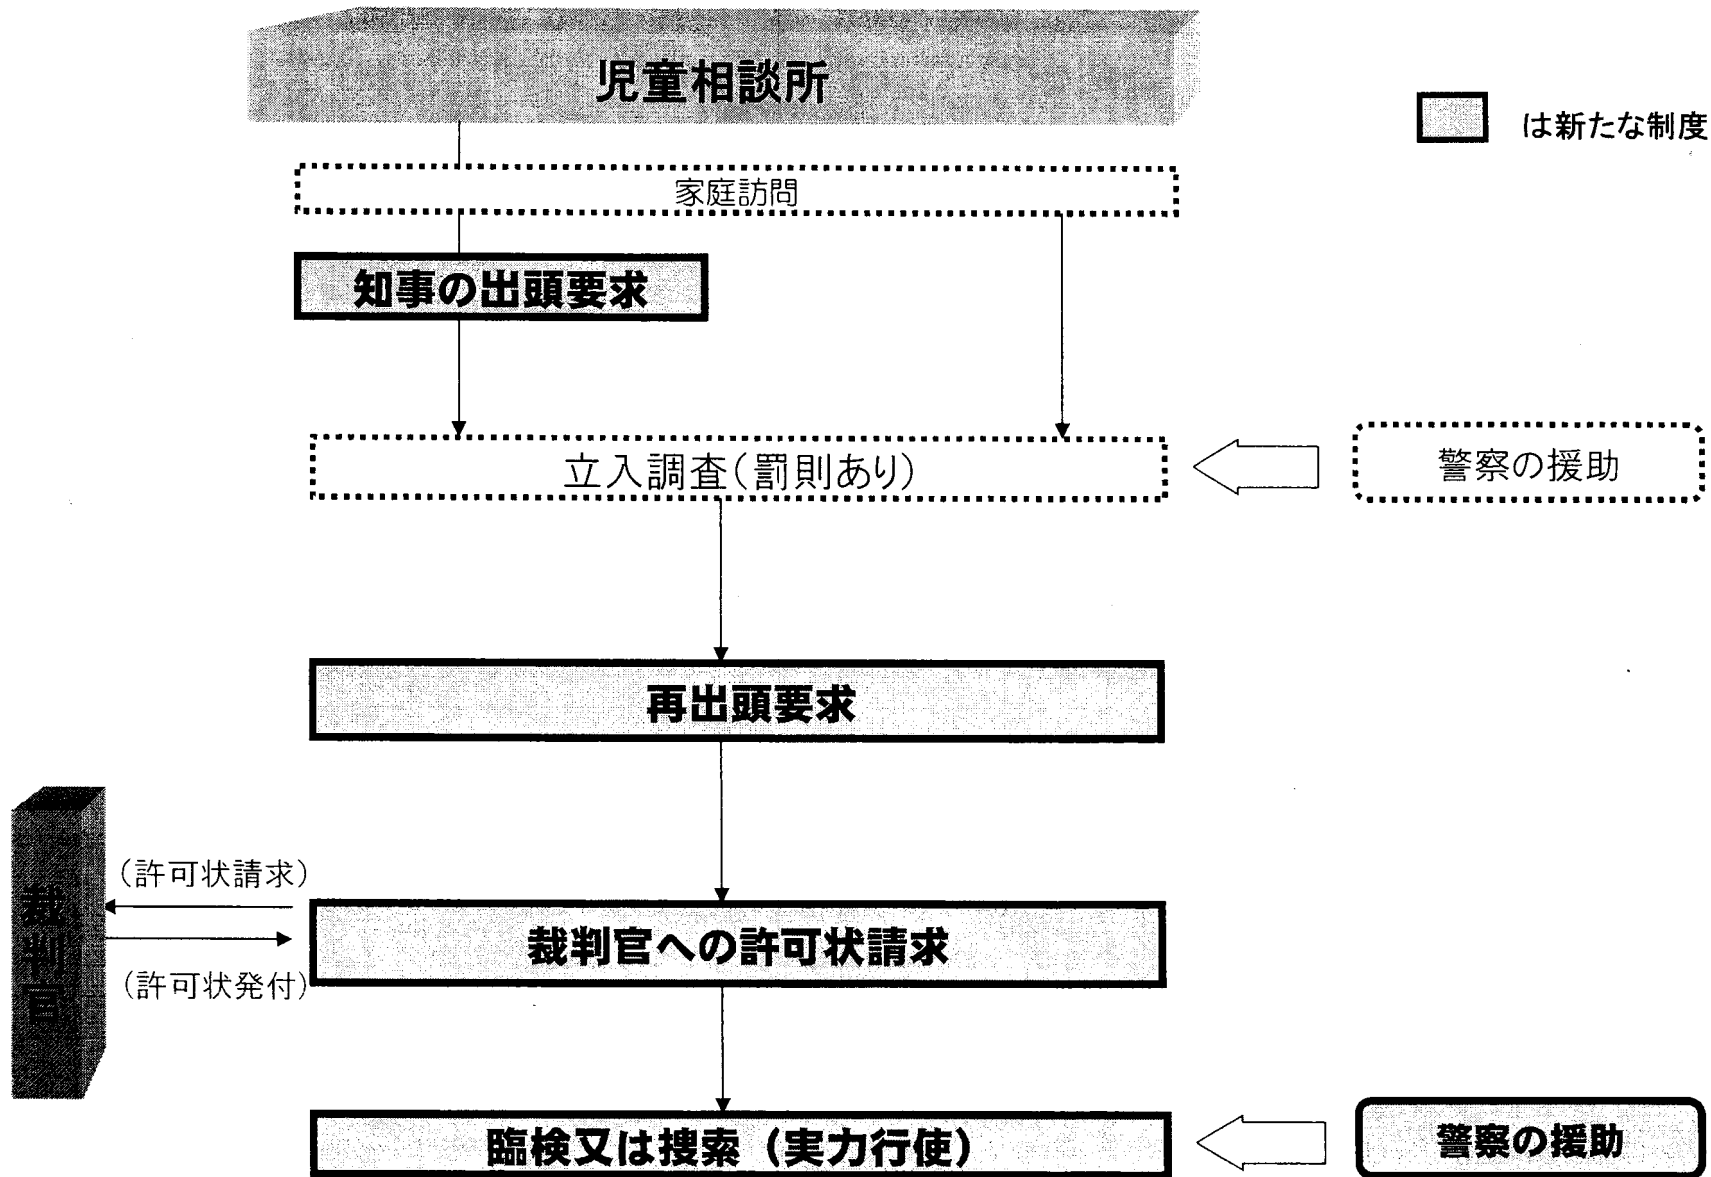 児童相談所
は新たな制度
家庭訪問
知事の出頭要求
立入調査(罰則あり)
警察の援助
再出頭要求
裁判官
(許可状請求)
(許可状発付)
裁判官への許可状請求
臨検又は捜索（実力行使）
警察の援助